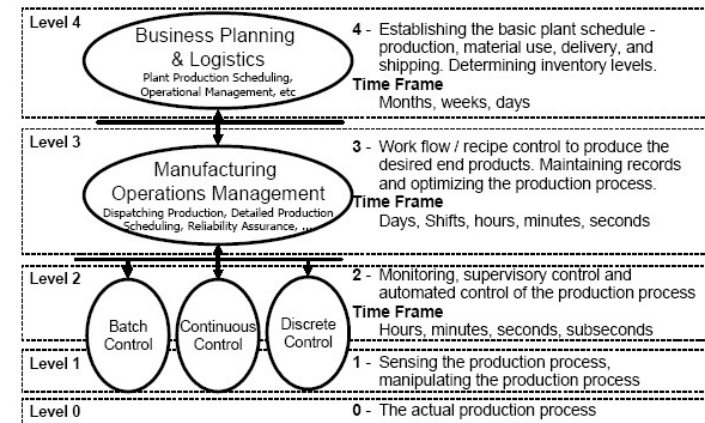 Level 4
Business Planning
& Logistics
Plant Production Scheduling,
Operational Management, etc
4 - Establishing the basic plant schedule -
production, material use, delivery, and
shipping. Determining inventory levels.
Time Frame
Months, weeks, days
Level 3
Manufacturing
Operations Management
Dispatching Production, Detailed Production
Scheduling, Reliability Assurance, ...
3 - Work flow / recipe control to produce the
desired end products. Maintaining records
and optimizing the production process.
Time Frame
Days, Shifts, hours, minutes, seconds
Level 2
Batch
Control
Continuous
Control
Discrete
Control
2 - Monitoring, supervisory control and
automated control of the production process
Time Frame
Hours, minutes, seconds, subseconds
Level 1
1 - Sensing the production process,
manipulating the production process
Level 0
0 - The actual production process